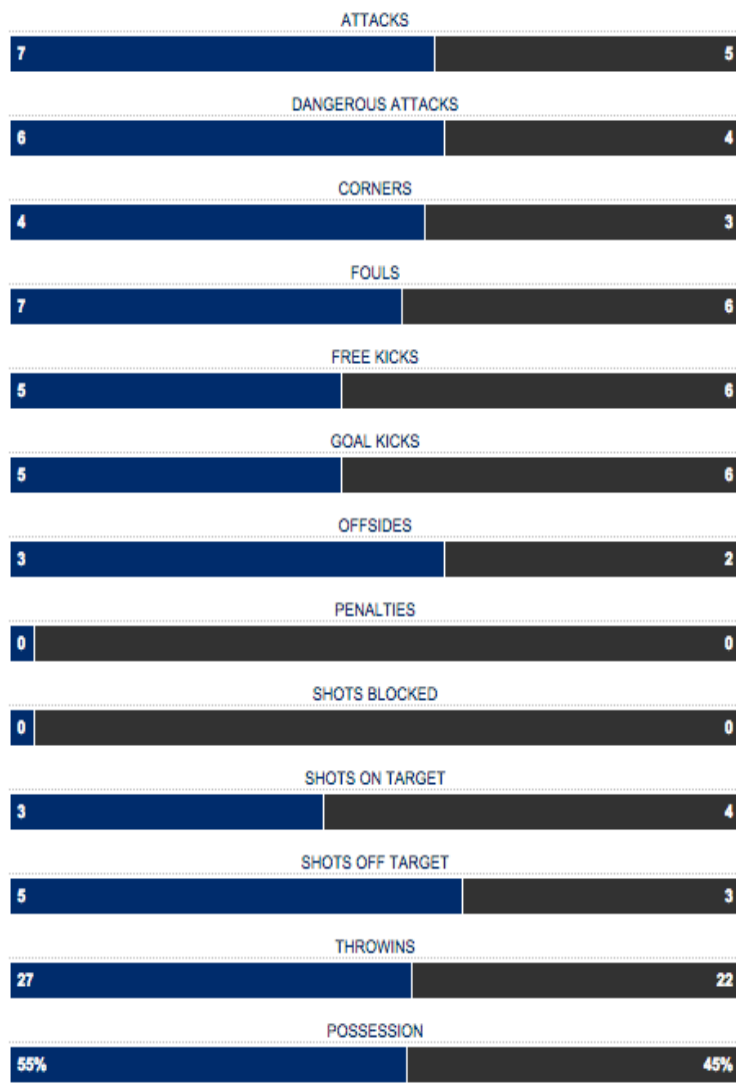 ATTACKS
7 5
DANGEROUS ATTACKS
6 4
CORNERS
4 3
FOULS
7 6
FREE KICKS
5 6
GOAL KICKS
5 6
OFFSIDES
3 2
PENALTIES
0 0
SHOTS BLOCKED
0 0
SHOTS ON TARGET
3 4
SHOTS OFF TARGET
5 3
THROWINS
27 22
POSSESSION
55% 45%